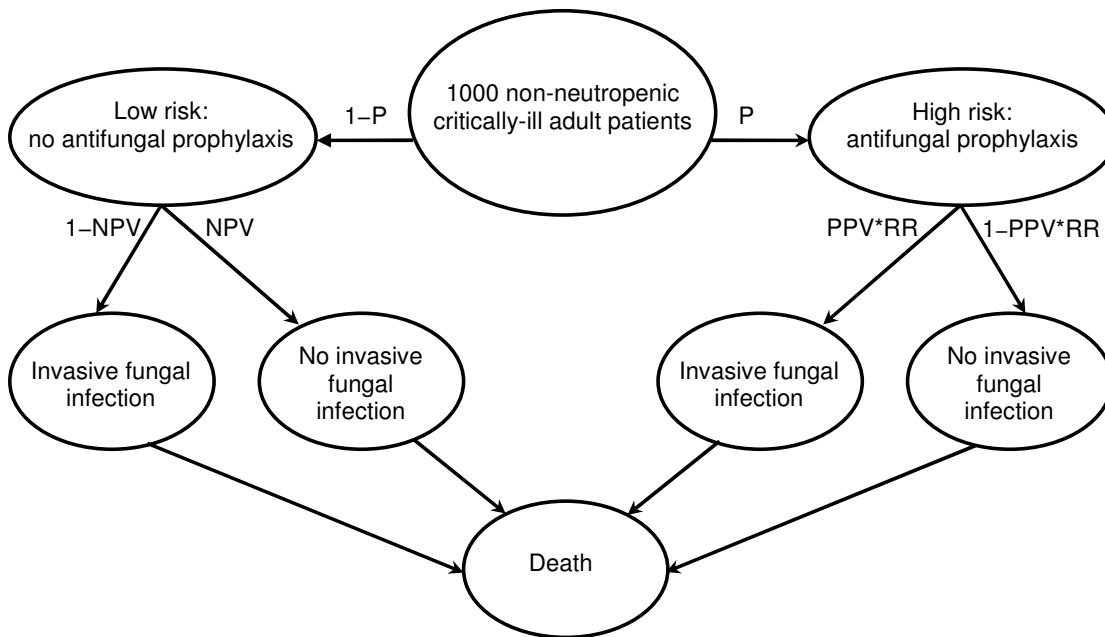 1000 non-neutropenic
critically-ill adult patients
Low risk:
no antifungal prophylaxis
1−P
P
High risk:
antifungal prophylaxis
1−NPV
NPV
PPV*RR
1−PPV*RR
Invasive fungal
infection
No invasive
fungal
infection
Invasive fungal
infection
No invasive
fungal
infection
Death